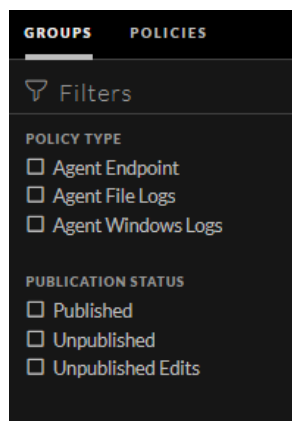 GROUPS POLICIES
Filters
POLICY TYPE
Agent Endpoint
Agent File Logs
Agent Windows Logs
PUBLICATION STATUS
Published
Unpublished
Unpublished Edits